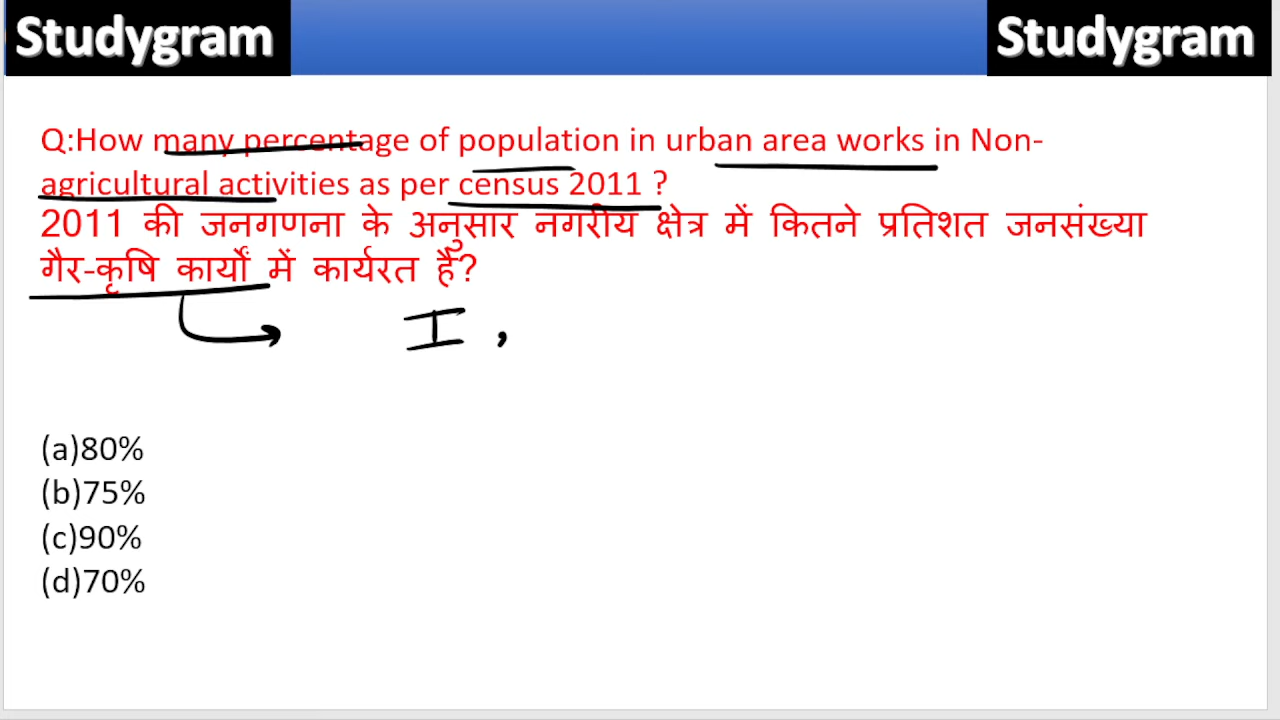 Studygram Studygram
Q:How many percentage of population in urban area works in Non-
agricultural activities as per census 2011 ?
2011 की जनगणना के अनुसार नगरीय क्षेत्र में कितने प्रतिशत जनसंख्या
गैर-कृषि कार्यों में कार्यरत हैं?
I ,
(a)80%
(b)75%
(c)90%
(d)70%